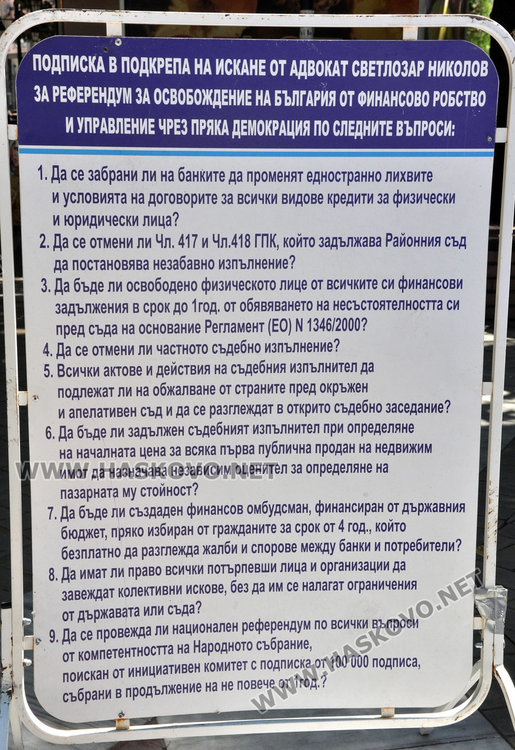 ПОДПИСКА В ПОДКРЕПА НА ИСКАНЕ ОТ АДВОКАТ СВЕТЛОЗАР НИКОЛОВ
ЗА РЕФЕРЕНДУМ ЗА ОСВОБОЖДЕНИЕ НА БЪЛГАРИЯ ОТ ФИНАНСОВО РОБСТВО
И УПРАВЛЕНИЕ ЧРЕЗ ПРЯКА ДЕМОКРАЦИЯ ПО СЛЕДНИТЕ ВЪПРОСИ:
1. Да се забрани ли на банките да променят едностранно лихвите
и условията на договорите за всички видове кредити за физически
и юридически лица?
2. Да се отмени ли Чл. 417 и Чл.418 ГПК, който задължава Районния съд
да постановява незабавно изпълнение?
3. Да бъде ли освободено физическото лице от всичките си финансови
задължения в срок до 1год. от обявяването на несъстоятелността си
пред съда на основание Регламент (ЕО) N 1346/2000?
4. Да се отмени ли частното съдебно изпълнение?
5. Всички актове и действия на съдебния изпълнител да
подлежат ли на обжалване от страните пред окръжен
и апелативен съд и да се разглеждат в открито съдебно заседание?
6. Да бъде ли задължен съдебният изпълнител при определяне
на началната цена за всяка първа публична продан на недвижим
имот да назначава независим оценител за определяне на
пазарната му стойност?
WWW.HASKOVO.NET
7. Да бъде ли създаден финансов омбудсман, финансиран от държавния
бюджет, пряко избиран от гражданите за срок от 4 год., който
безплатно да разглежда жалби и спорове между банки и потребители?
8. Да имат ли право всички потърпевши лица и организации да
завеждат колективни искове, без да им се налагат ограничения
от държавата или съда?
9. Да се провежда ли национален референдум по всички въпроси
от компетентността на Народното събрание,
поискан от инициативен комитет с подписка от 100 000 подписа,
събрани в продължение на не повече от 1год.?
WWW.HASKOVO.NET